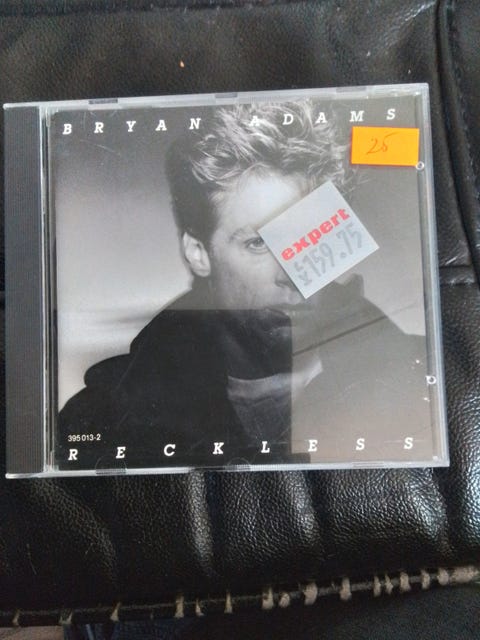 BRYAN ADAMS
25
expert
159.75
395 013-2
RECKLESS